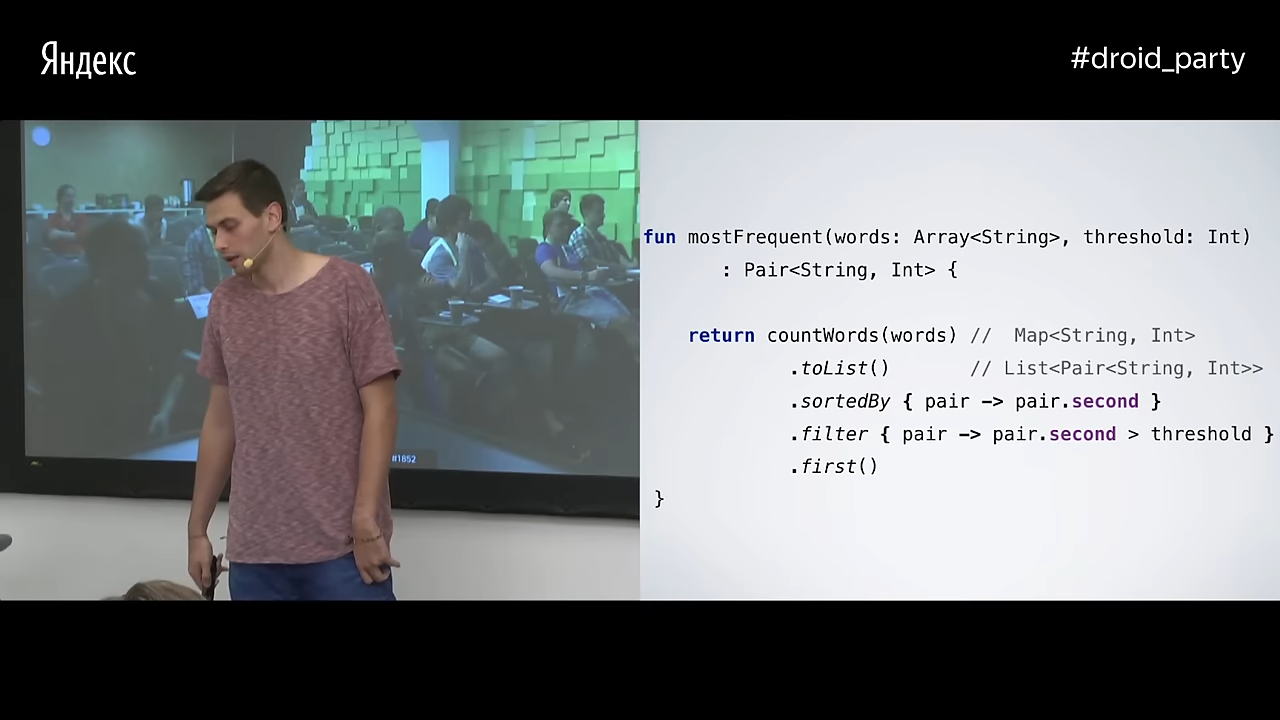 Яндекс
#droid_party
fun mostFrequent(words: Array<String>, threshold: Int)
: Pair<String, Int> {
return countWords(words) // Map<String, Int>
.toList() // List<Pair<String, Int>>
.sortedBy { pair -> pair.second }
.filter { pair -> pair.second > threshold }
.first()
}
#1852